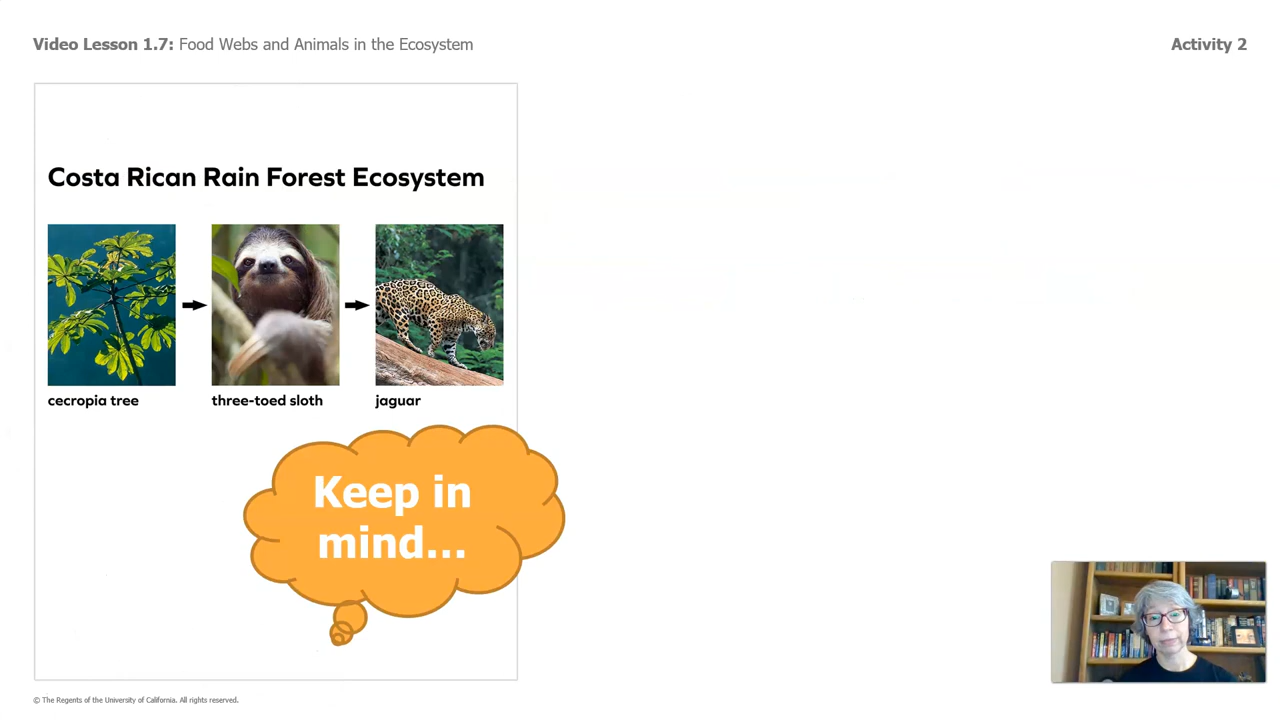 Video Lesson 1.7: Food Webs and Animals in the Ecosystem
Activity 2
Costa Rican Rain Forest Ecosystem
cecropia tree
three-toed sloth
jaguar
Keep in
mind...
© The Regents of the University of California. All rights reserved.